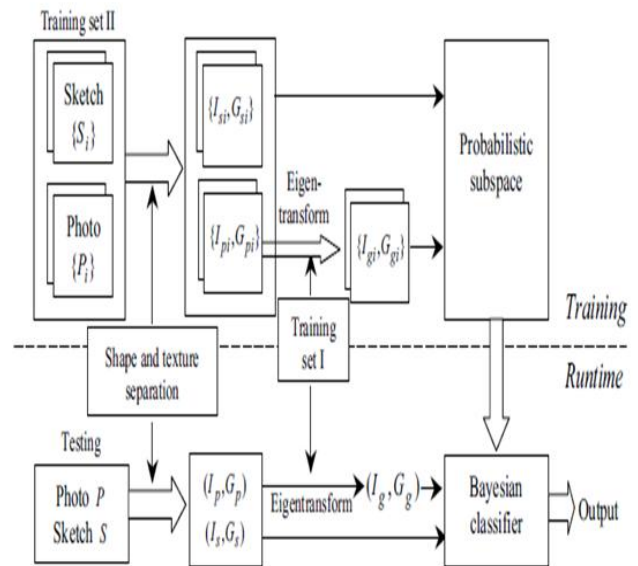 Training set II
Sketch
{S_i}
Photo
{P_i}
{I_si, G_si}
{I_pi, G_pi}
Eigen-
transform
{I_gi, G_gi}
Probabilistic
subspace
Training
Shape and texture
separation
Training
set I
Runtime
Testing
Photo P
Sketch S
(I_p, G_p)
(I_s, G_s)
Eigentransform
(I_g, G_g)
Bayesian
classifier
Output